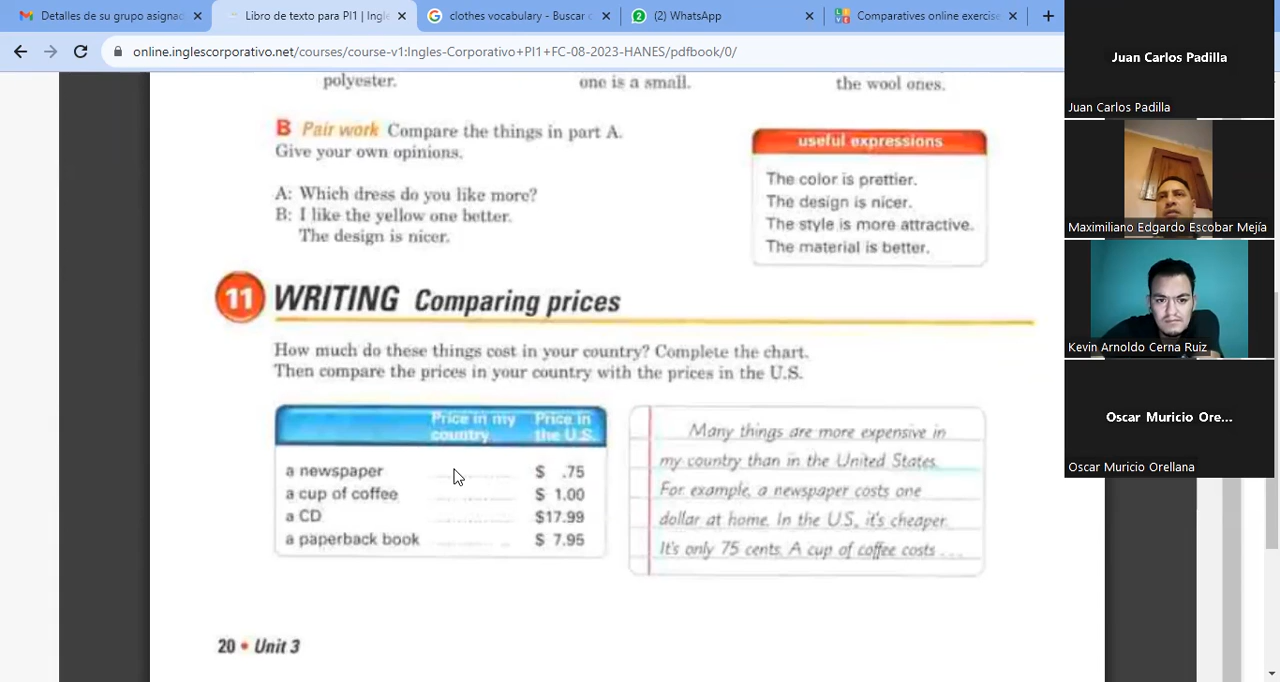 Detalles de su grupo asignad
Libro de texto para PI1 | Ingle
clothes vocabulary - Buscar c
(2) WhatsApp
Comparatives online exercise
online.inglescorporativo.net/courses/course-v1:Ingles-Corporativo+PI1+FC-08-2023-HANES/pdfbook/0/
polyester.
one is a small.
the wool ones.
B Pair work Compare the things in part A.
Give your own opinions.
A: Which dress do you like more?
B: I like the yellow one better.
The design is nicer.
useful expressions
The color is prettier.
The design is nicer.
The style is more attractive.
The material is better.
11 WRITING Comparing prices
How much do these things cost in your country? Complete the chart.
Then compare the prices in your country with the prices in the U.S.
Price in my country Price in the U.S.
a newspaper $ .75
a cup of coffee $ 1.00
a CD $17.99
a paperback book $ 7.95
Many things are more expensive in
my country than in the United States.
For example, a newspaper costs one
dollar at home. In the U.S., it's cheaper.
It's only 75 cents. A cup of coffee costs . . .
20 • Unit 3
Juan Carlos Padilla
Juan Carlos Padilla
Maximiliano Edgardo Escobar Mejía
Kevin Arnoldo Cerna Ruiz
Oscar Muricio Ore...
Oscar Muricio Orellana